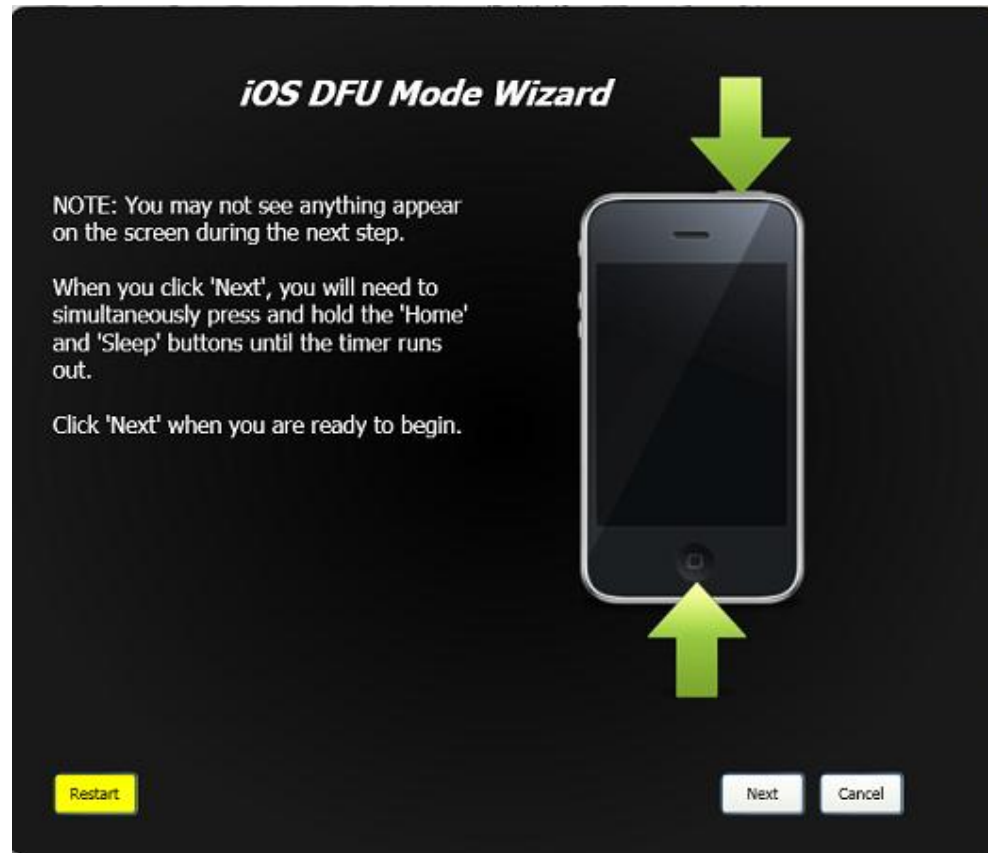 iOS DFU Mode Wizard
NOTE: You may not see anything appear
on the screen during the next step.
When you click 'Next', you will need to
simultaneously press and hold the 'Home'
and 'Sleep' buttons until the timer runs
out.
Click 'Next' when you are ready to begin.
Restart
Next
Cancel